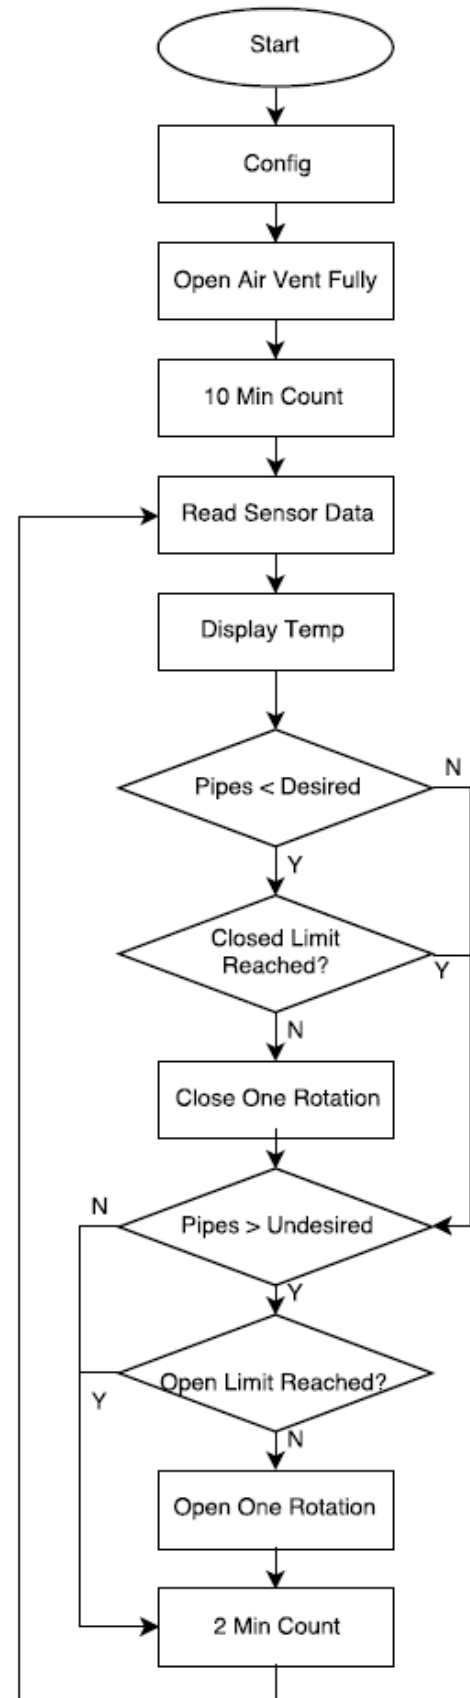 Start
Config
Open Air Vent Fully
10 Min Count
Read Sensor Data
Display Temp
N
Pipes < Desired
Y
Closed Limit
Reached?
Y
N
Close One Rotation
N
Pipes > Undesired
Y
Open Limit Reached?
Y
N
Open One Rotation
2 Min Count